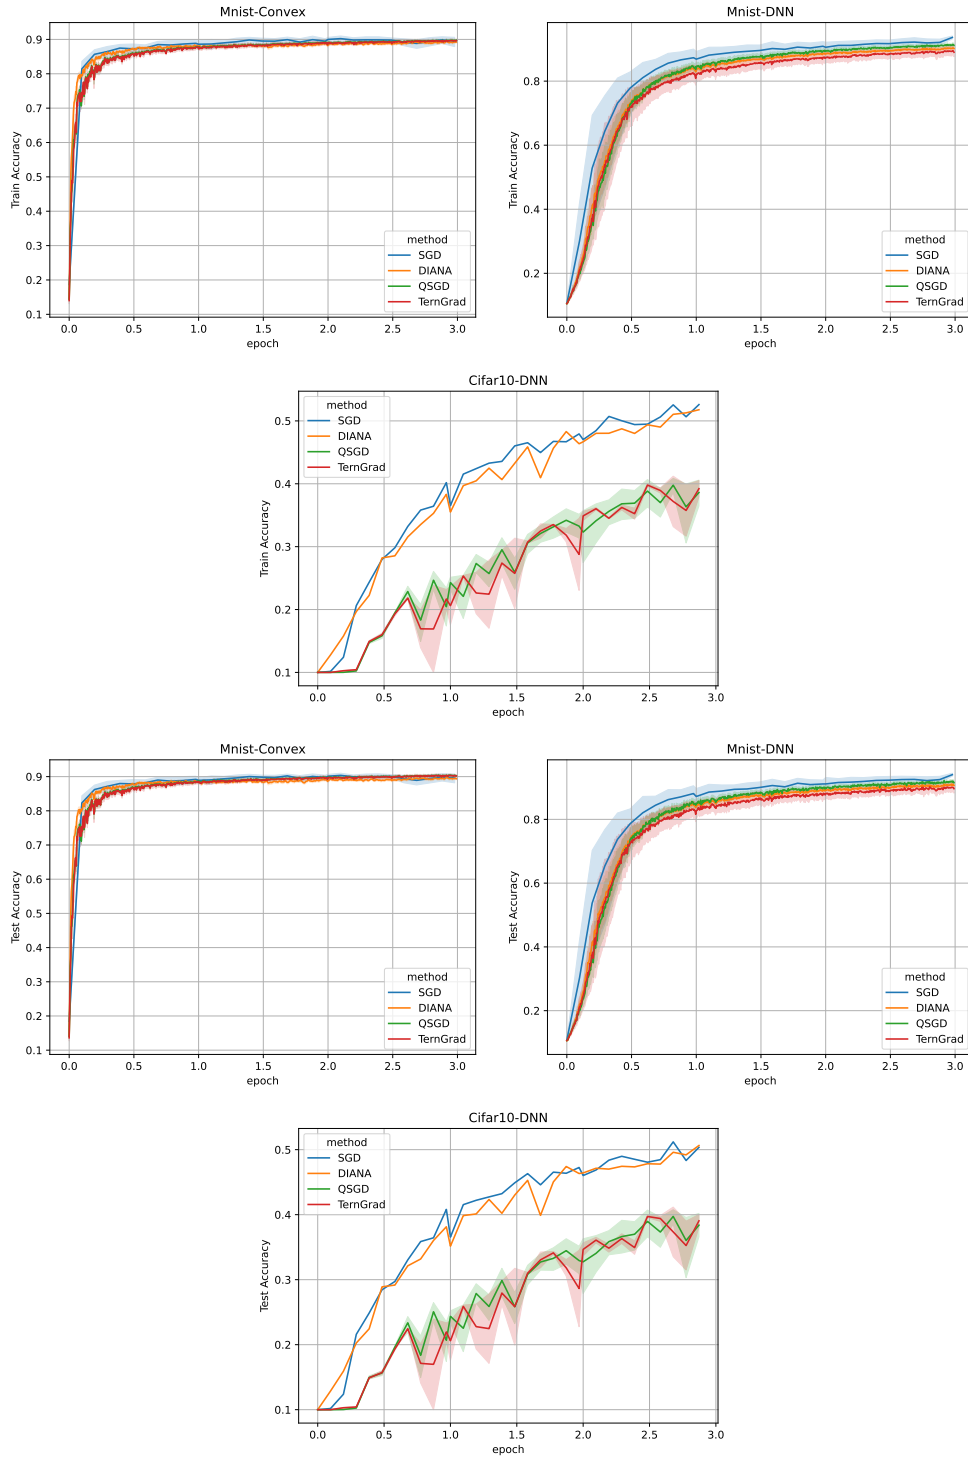 Mnist-Convex
Train Accuracy
0.9
0.8
0.7
0.6
0.5
0.4
0.3
0.2
0.1
method
SGD
DIANA
QSGD
TernGrad
0.0 0.5 1.0 1.5 2.0 2.5 3.0
epoch
Mnist-DNN
Train Accuracy
0.8
0.6
0.4
0.2
method
SGD
DIANA
QSGD
TernGrad
0.0 0.5 1.0 1.5 2.0 2.5 3.0
epoch
Cifar10-DNN
Train Accuracy
0.5
0.4
0.3
0.2
0.1
method
SGD
DIANA
QSGD
TernGrad
0.0 0.5 1.0 1.5 2.0 2.5 3.0
epoch
Mnist-Convex
Test Accuracy
0.9
0.8
0.7
0.6
0.5
0.4
0.3
0.2
0.1
method
SGD
DIANA
QSGD
TernGrad
0.0 0.5 1.0 1.5 2.0 2.5 3.0
epoch
Mnist-DNN
Test Accuracy
0.8
0.6
0.4
0.2
method
SGD
DIANA
QSGD
TernGrad
0.0 0.5 1.0 1.5 2.0 2.5 3.0
epoch
Cifar10-DNN
Test Accuracy
0.5
0.4
0.3
0.2
0.1
method
SGD
DIANA
QSGD
TernGrad
0.0 0.5 1.0 1.5 2.0 2.5 3.0
epoch